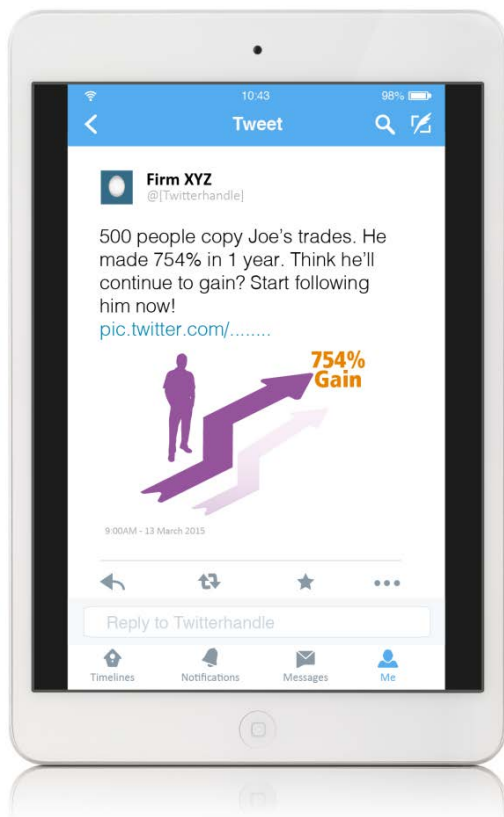 10:43
98%
Tweet
Firm XYZ
@[Twitterhandle]
500 people copy Joe's trades. He
made 754% in 1 year. Think he'll
continue to gain? Start following
him now!
pic.twitter.com/........
754%
Gain
9:00AM - 13 March 2015
Reply to Twitterhandle
Timelines
Notifications
Messages
Me